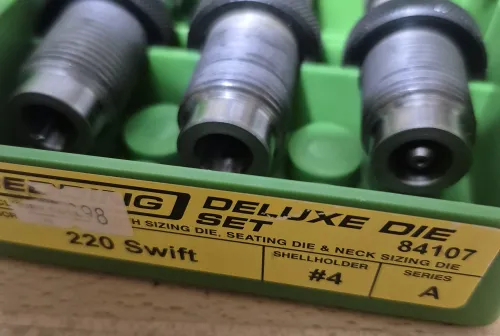 DELUXE DIE
SET 84107
SIZING DIE, SEATING DIE & NECK SIZING DIE
220 Swift
SHELLHOLDER
#4
SERIES
A